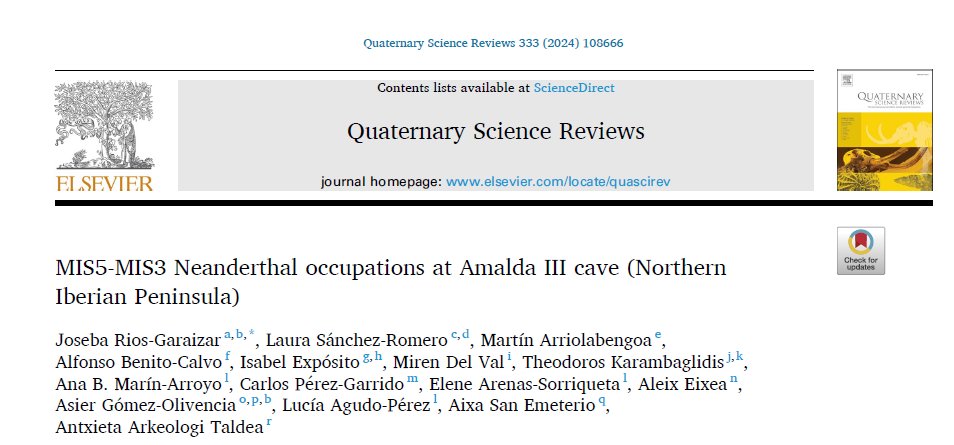 Quaternary Science Reviews 333 (2024) 108666
Contents lists available at ScienceDirect
Quaternary Science Reviews
journal homepage: www.elsevier.com/locate/quascirev
ELSEVIER
QUATERNARY
SCIENCE REVIEWS
Check for
updates
MIS5-MIS3 Neanderthal occupations at Amalda III cave (Northern
Iberian Peninsula)
Joseba Rios-Garaizar a,b,*, Laura Sánchez-Romero c,d, Martín Arriolabengoa e,
Alfonso Benito-Calvo f, Isabel Expósito g,h, Miren Del Val i, Theodoros Karambaglidis j,k,
Ana B. Marín-Arroyo l, Carlos Pérez-Garrido m, Elene Arenas-Sorriqueta l, Aleix Eixea n,
Asier Gómez-Olivencia o,p,b, Lucía Agudo-Pérez l, Aixa San Emeterio q,
Antxieta Arkeologi Taldea r